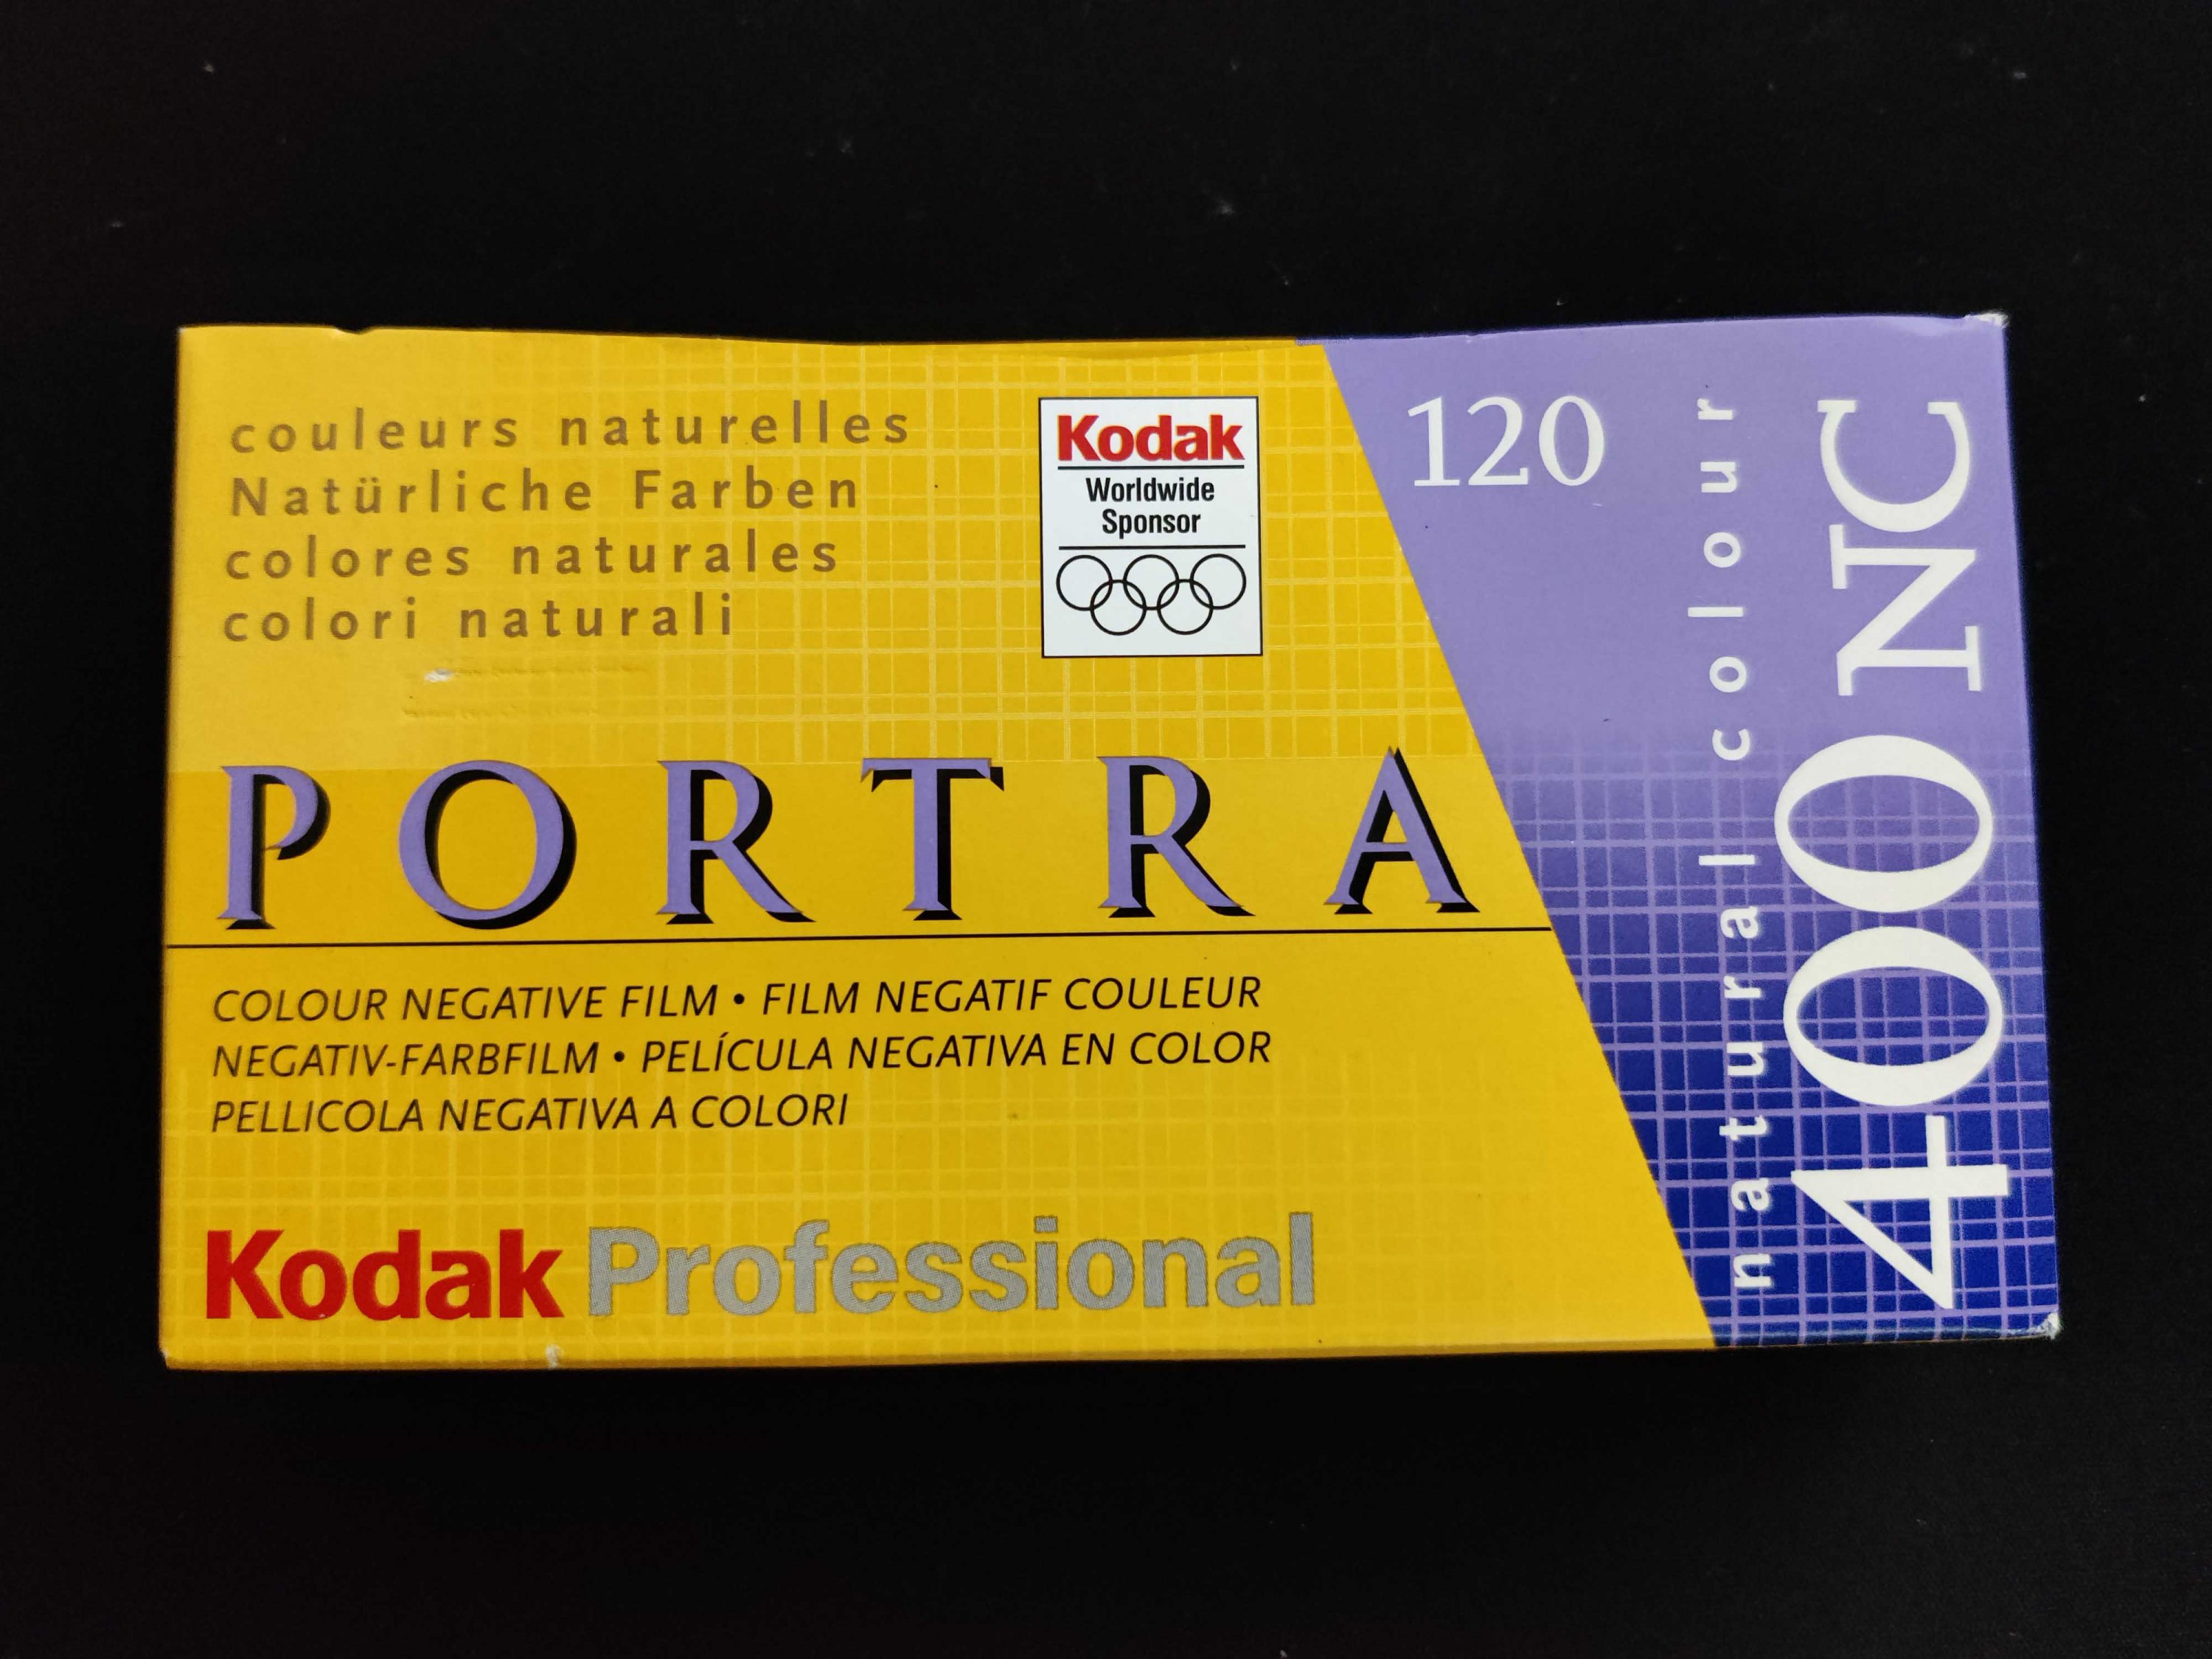 couleurs naturelles
Natürliche Farben
colores naturales
colori naturali
Kodak
Worldwide
Sponsor
120
natural colour
400 NC
PORTRA
COLOUR NEGATIVE FILM • FILM NEGATIF COULEUR
NEGATIV-FARBFILM • PELÍCULA NEGATIVA EN COLOR
PELLICOLA NEGATIVA A COLORI
Kodak Professional